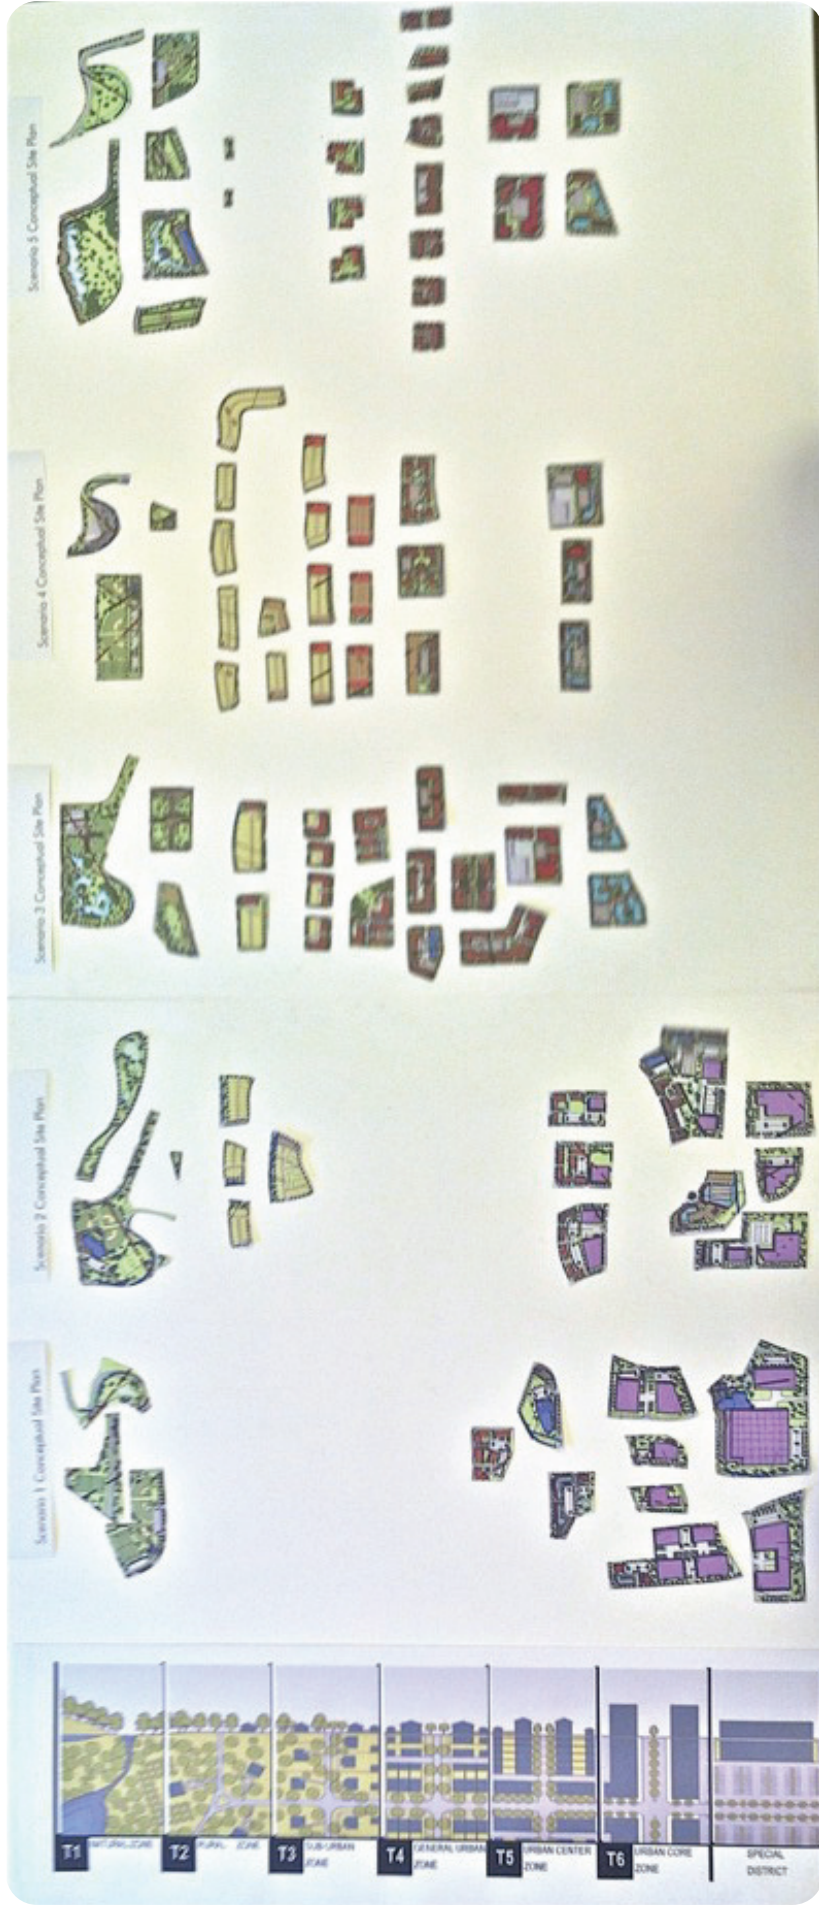 Scenario 5 Conceptual Site Plan
Scenario 4 Conceptual Site Plan
Scenario 3 Conceptual Site Plan
Scenario 2 Conceptual Site Plan
Scenario 1 Conceptual Site Plan
T1 NATURAL ZONE
T2 RURAL ZONE
T3 SUB-URBAN
ZONE
T4 GENERAL URBAN
ZONE
T5 URBAN CENTER
ZONE
T6 URBAN CORE
ZONE
SPECIAL
DISTRICT